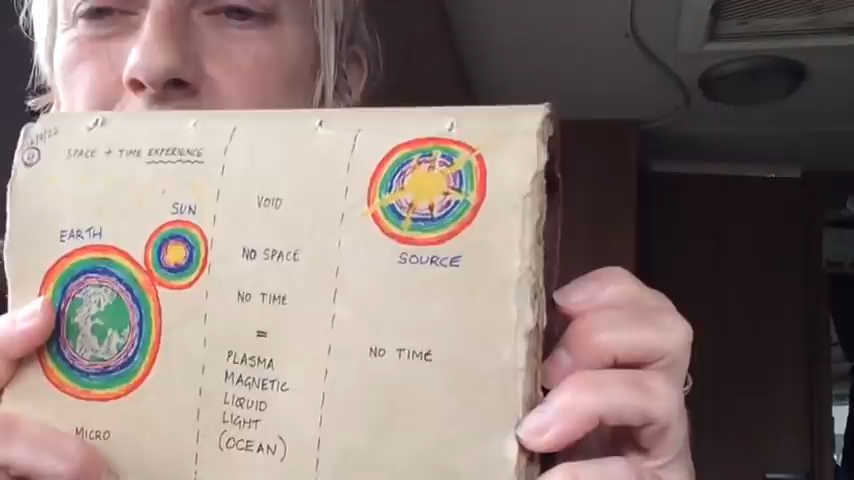 SPACE + TIME EXPERIENCE
SUN
EARTH
MICRO
VOID
NO SPACE
NO TIME
=
PLASMA
MAGNETIC
LIQUID
LIGHT
(OCEAN)
SOURCE
NO TIME